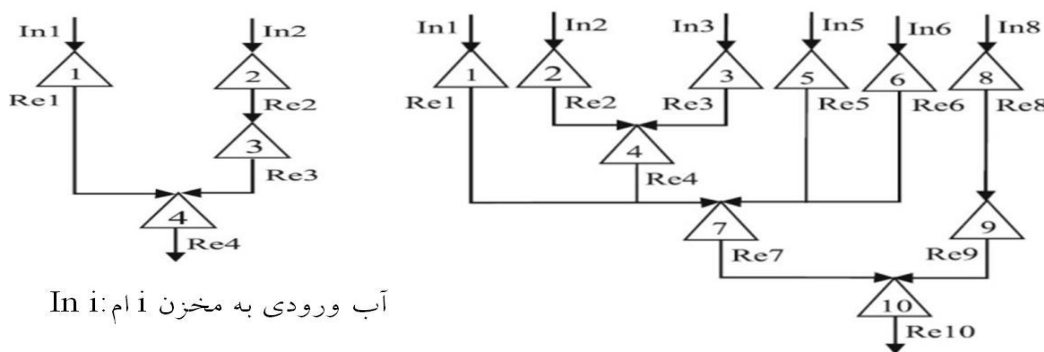 In1 In2
1 2
Re1 Re2
3
Re3
4
Re4
In i: آب ورودی به مخزن i ام
In1 In2 In3 In5 In6 In8
1 2 3 5 6 8
Re1 Re2 Re3 Re5 Re6 Re8
4
Re4
7 9
Re7 Re9
10
Re10